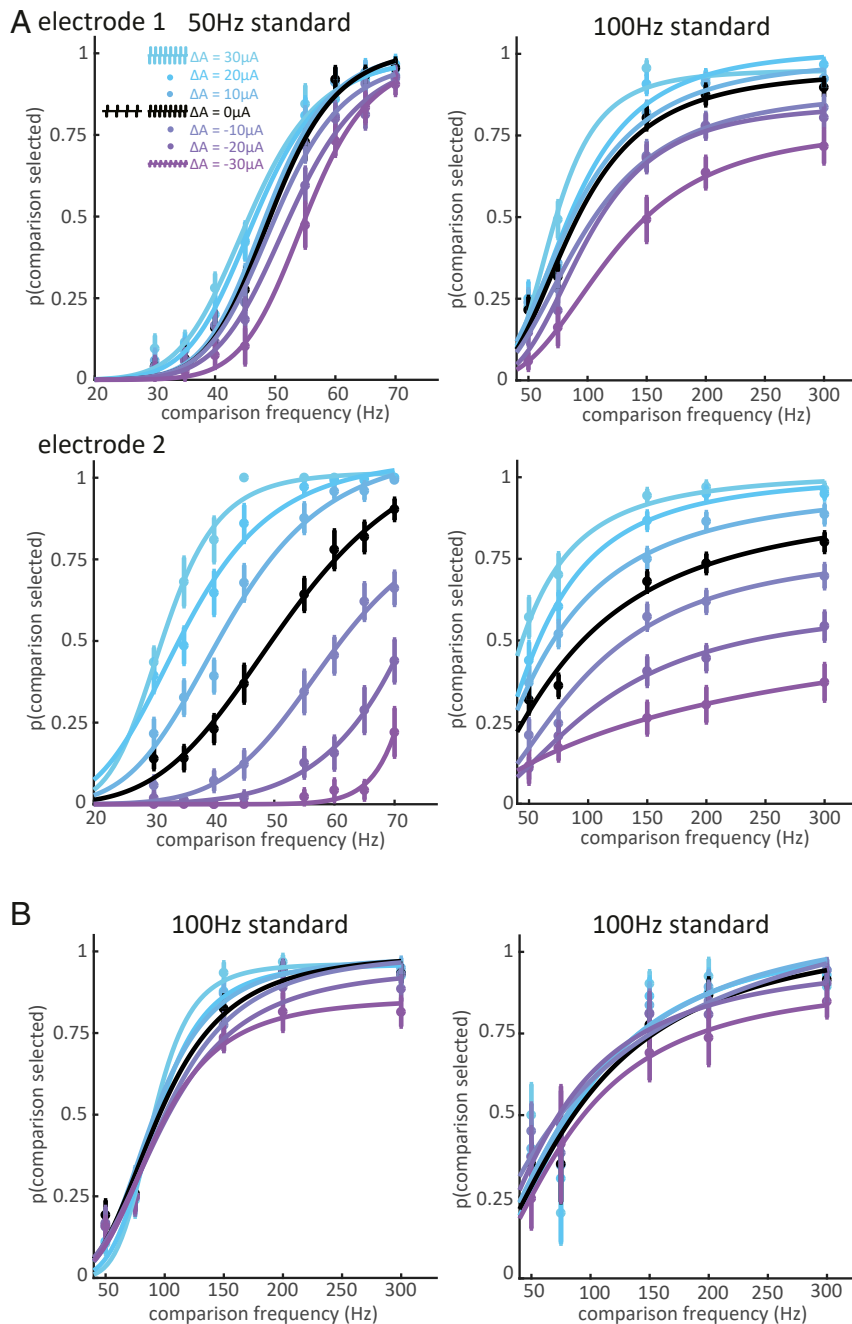 A electrode 1
50Hz standard
100Hz standard
ΔA = 30μA
ΔA = 20μA
ΔA = 10μA
ΔA = 0μA
ΔA = -10μA
ΔA = -20μA
ΔA = -30μA
p(comparison selected)
1
0.75
0.5
0.25
0
20 30 40 50 60 70
comparison frequency (Hz)
p(comparison selected)
1
0.75
0.5
0.25
0
50 100 150 200 250 300
comparison frequency (Hz)
electrode 2
p(comparison selected)
1
0.75
0.5
0.25
0
20 30 40 50 60 70
comparison frequency (Hz)
p(comparison selected)
1
0.75
0.5
0.25
0
50 100 150 200 250 300
comparison frequency (Hz)
B
100Hz standard
100Hz standard
p(comparison selected)
1
0.75
0.5
0.25
0
50 100 150 200 250 300
comparison frequency (Hz)
p(comparison selected)
1
0.75
0.5
0.25
0
50 100 150 200 250 300
comparison frequency (Hz)